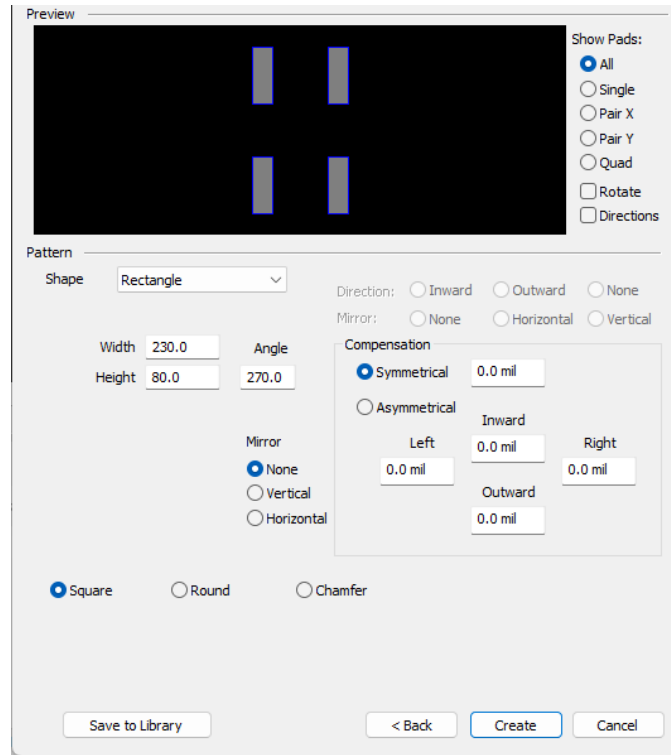 Preview
Show Pads:
All
Single
Pair X
Pair Y
Quad
Rotate
Directions
Pattern
Shape Rectangle
Direction: Inward Outward None
Mirror: None Horizontal Vertical
Width 230.0 Angle
Height 80.0 270.0
Compensation
Symmetrical 0.0 mil
Asymmetrical
Inward
Left 0.0 mil Right
0.0 mil 0.0 mil
Outward
0.0 mil
Mirror
None
Vertical
Horizontal
Square Round Chamfer
Save to Library < Back Create Cancel